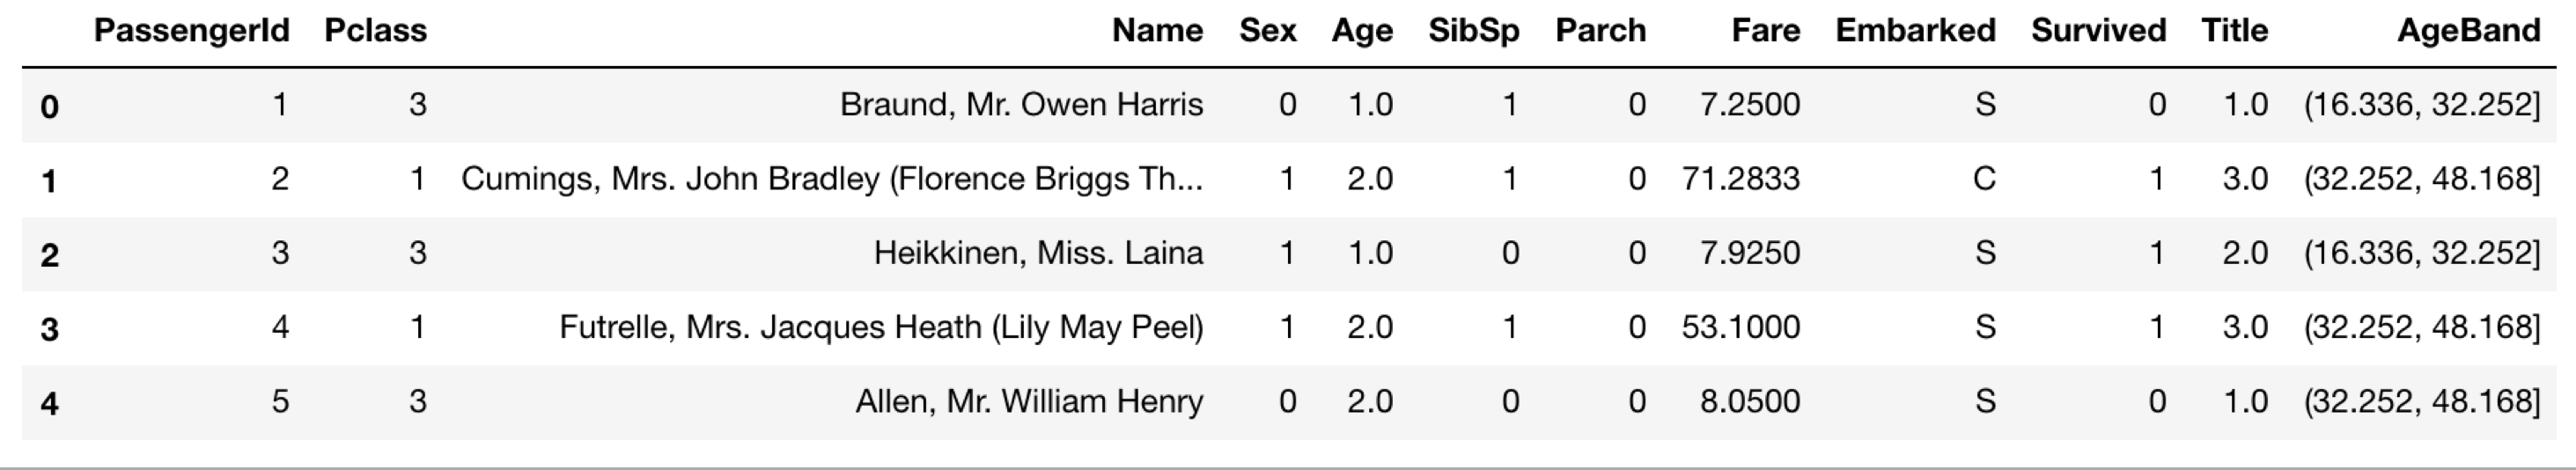 PassengerId Pclass Name Sex Age SibSp Parch Fare Embarked Survived Title AgeBand
0 1 3 Braund, Mr. Owen Harris 0 1.0 1 0 7.2500 S 0 1.0 (16.336, 32.252]
1 2 1 Cumings, Mrs. John Bradley (Florence Briggs Th... 1 2.0 1 0 71.2833 C 1 3.0 (32.252, 48.168]
2 3 3 Heikkinen, Miss. Laina 1 1.0 0 0 7.9250 S 1 2.0 (16.336, 32.252]
3 4 1 Futrelle, Mrs. Jacques Heath (Lily May Peel) 1 2.0 1 0 53.1000 S 1 3.0 (32.252, 48.168]
4 5 3 Allen, Mr. William Henry 0 2.0 0 0 8.0500 S 0 1.0 (32.252, 48.168]